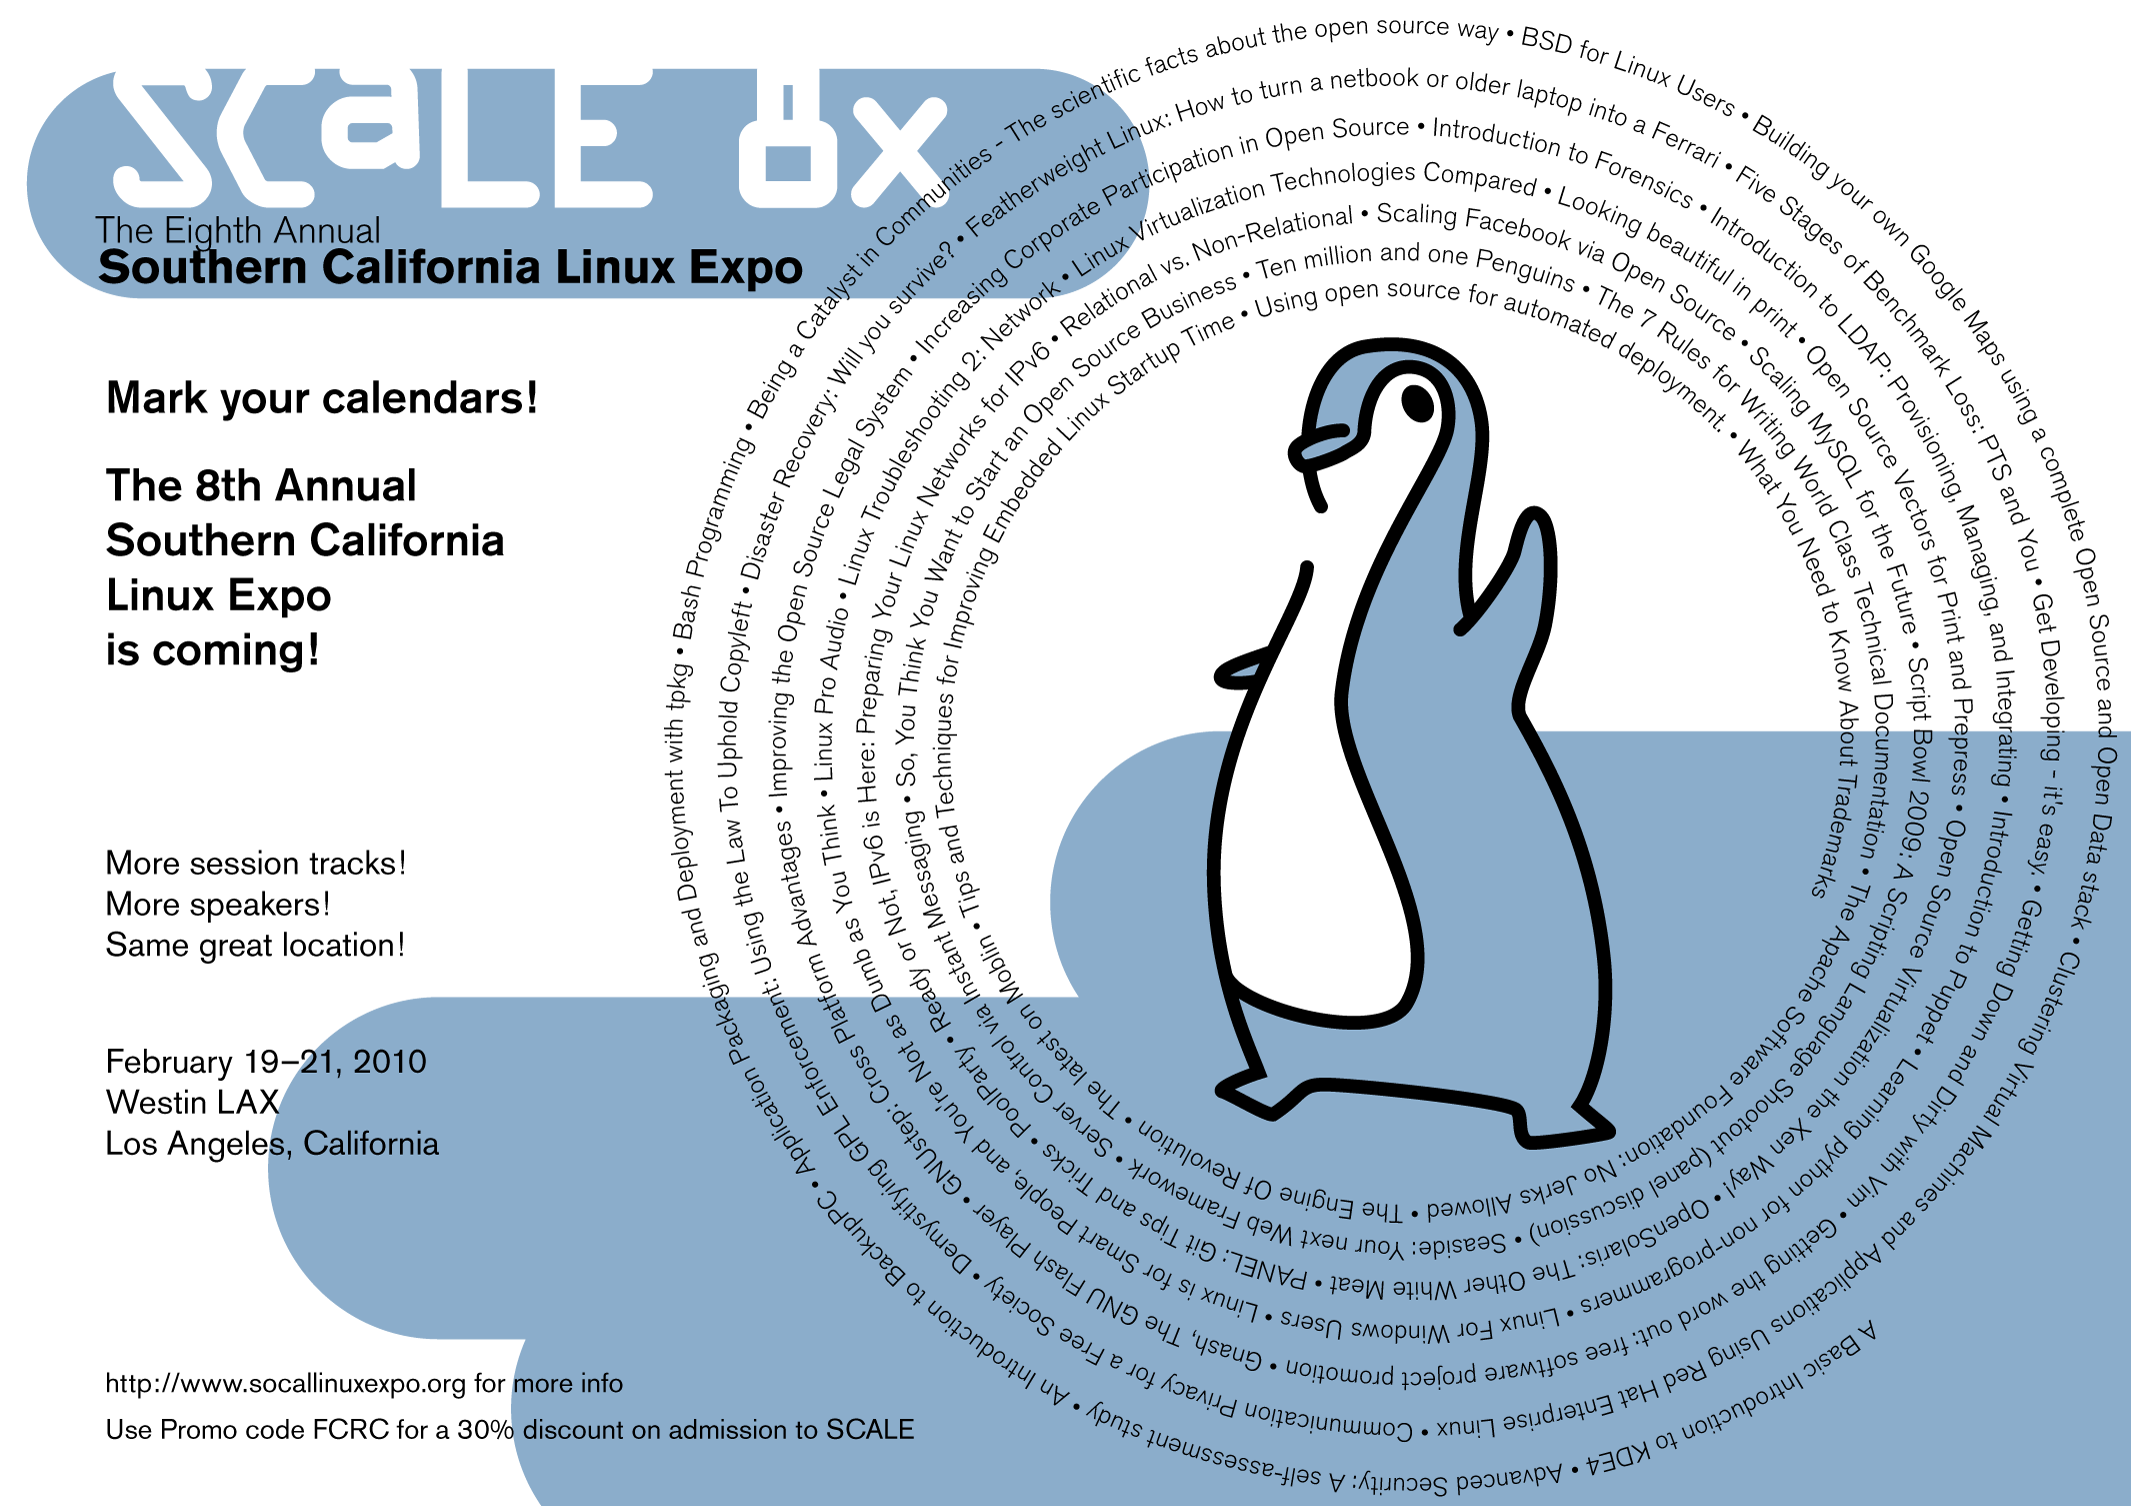 SCaLE 8x
The Eighth Annual
Southern California Linux Expo
Mark your calendars!
The 8th Annual
Southern California
Linux Expo
is coming!
More session tracks!
More speakers!
Same great location!
February 19–21, 2010
Westin LAX
Los Angeles, California
http://www.socallinuxexpo.org for more info
Use Promo code FCRC for a 30% discount on admission to SCALE
A Basic Introduction to KDE4 • Advanced Security: A self-assessment study • An Introduction to BackupPC • Application Packaging and Deployment with tpkg • Bash Programming • Being a Catalyst in Communities - The scientific facts about the open source way • BSD for Linux Users • Building your own Google Maps using a complete Open Source and Open Data stack • Clustering Virtual Machines and Applications Using Red Hat Enterprise Linux • Communication Privacy for a Free Society • Demystifying GPL Enforcement: Using the Law To Uphold Copyleft • Disaster Recovery: Will you survive? • Featherweight Linux: How to turn a netbook or older laptop into a Ferrari • Five Stages of Benchmark Loss: PTS and You • Get Developing - it's easy. • Getting Down and Dirty with Vim • Getting the word out: free software project promotion • Gnash, The GNU Flash Player • GNUstep: Cross Platform Advantages • Improving the Open Source Legal System • Increasing Corporate Participation in Open Source • Introduction to Forensics • Introduction to LDAP: Provisioning, Managing, and Integrating • Introduction to Puppet • Learning python for non-programmers • Linux For Windows Users • Linux is for Smart People, and You're Not as Dumb as You Think • Linux Pro Audio • Linux Troubleshooting 2: Network • Linux Virtualization Technologies Compared • Looking beautiful in print • Open Source Vectors for Print and Prepress • Open Source Virtualization the Xen Way! • OpenSolaris: The Other White Meat • PANEL: Git Tips and Tricks • PoolParty • Ready or Not, IPv6 is Here: Preparing Your Linux Networks for IPv6 • Relational vs. Non-Relational • Scaling Facebook via Open Source • Scaling MySQL for the Future • Script Bowl 2009: A Scripting Language Shootout (panel discussion) • Seaside: Your next Web Framework • Server Control via Instant Messsaging • So, You Think You Want to Start an Open Source Business • Ten million and one Penguins • The 7 Rules for Writing World Class Technical Documentation • The Apache Software Foundation: No Jerks Allowed • The Engine Of Revolution • The latest on Moblin • Tips and Techniques for Improving Embedded Linux Startup Time • Using open source for automated deployment. • What You Need to Know About Trademarks